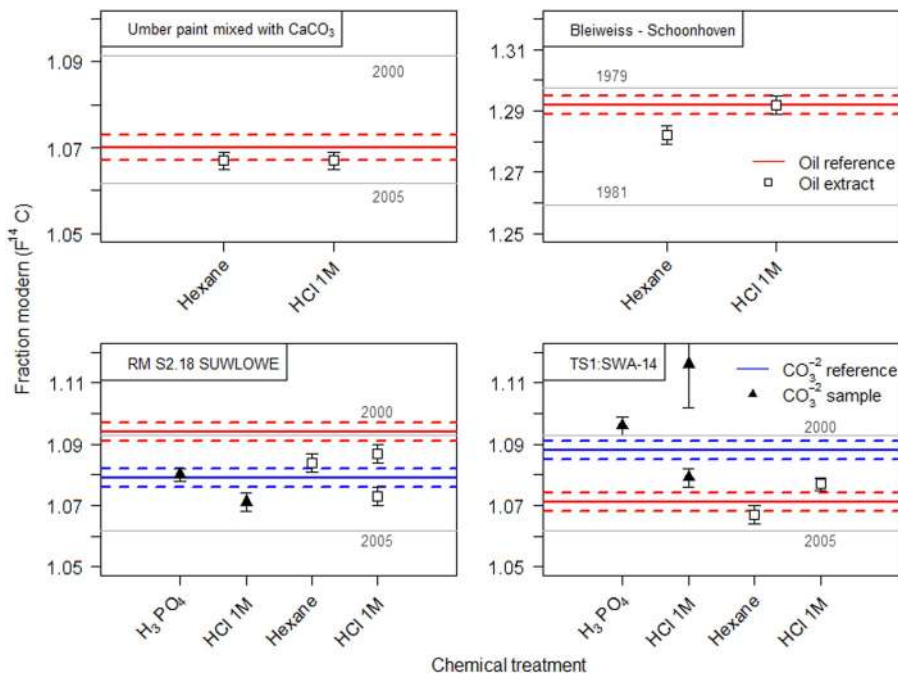 Umber paint mixed with CaCO₃
1.09
1.07
1.05
2000
2005
Hexane
HCl 1M
Bleiweiss - Schoonhoven
1.31
1.29
1.27
1.25
1979
1981
Oil reference
Oil extract
Hexane
HCl 1M
Fraction modern (F¹⁴ C)
RM S2.18 SUWLOWE
1.11
1.09
1.07
1.05
2000
2005
H₃PO₄
HCl 1M
Hexane
HCl 1M
TS1:SWA-14
1.11
1.09
1.07
1.05
CO₃⁻² reference
CO₃⁻² sample
2000
2005
H₃PO₄
HCl 1M
Hexane
HCl 1M
Chemical treatment